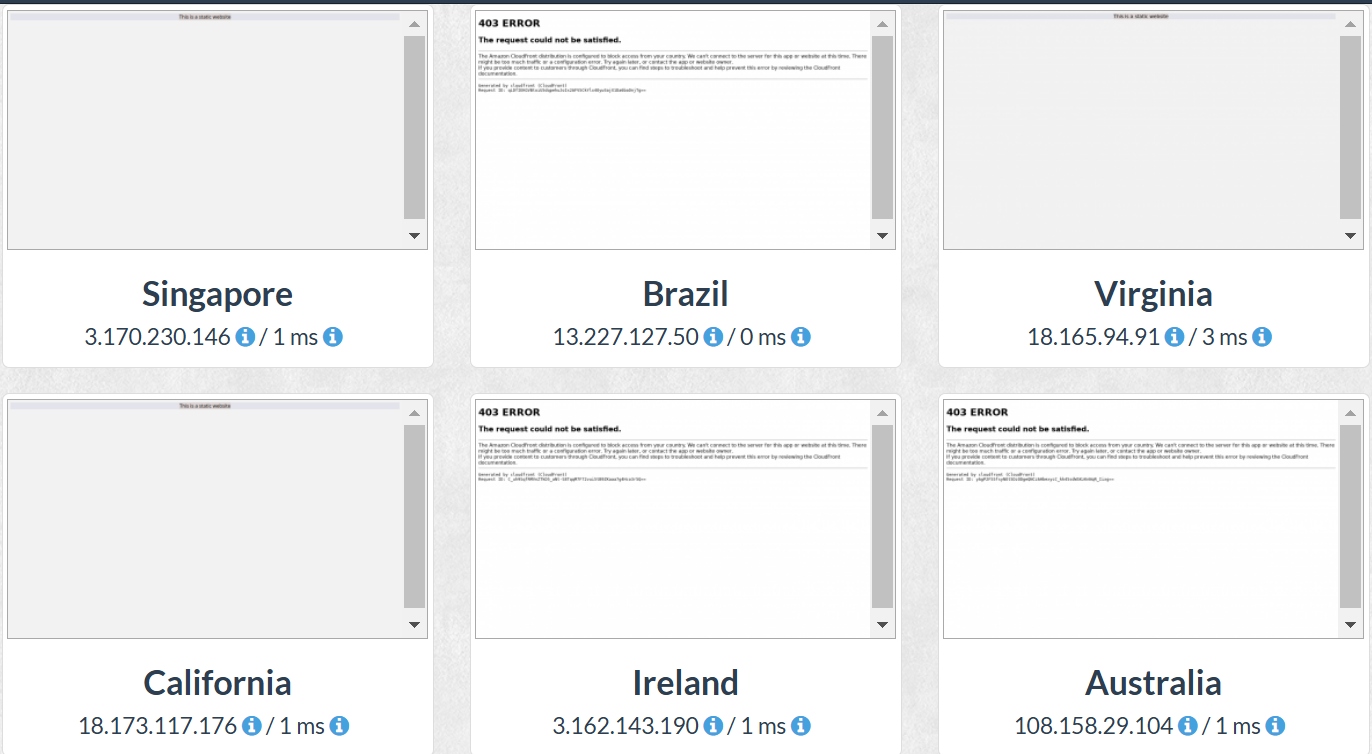 This is a static website
403 ERROR
The request could not be satisfied.
The Amazon CloudFront distribution is configured to block access from your country. We can't connect to the server for this app or website at this time. There
might be too much traffic or a configuration error. Try again later, or contact the app or website owner.
If you provide content to customers through CloudFront, you can find steps to troubleshoot and help prevent this error by reviewing the CloudFront
documentation.
Generated by cloudfront (CloudFront)
Request ID:
This is a static website
Singapore
3.170.230.146 / 1 ms
Brazil
13.227.127.50 / 0 ms
Virginia
18.165.94.91 / 3 ms
This is a static website
403 ERROR
The request could not be satisfied.
The Amazon CloudFront distribution is configured to block access from your country. We can't connect to the server for this app or website at this time. There
might be too much traffic or a configuration error. Try again later, or contact the app or website owner.
If you provide content to customers through CloudFront, you can find steps to troubleshoot and help prevent this error by reviewing the CloudFront
documentation.
Generated by cloudfront (CloudFront)
Request ID:
403 ERROR
The request could not be satisfied.
The Amazon CloudFront distribution is configured to block access from your country. We can't connect to the server for this app or website at this time. There
might be too much traffic or a configuration error. Try again later, or contact the app or website owner.
If you provide content to customers through CloudFront, you can find steps to troubleshoot and help prevent this error by reviewing the CloudFront
documentation.
Generated by cloudfront (CloudFront)
Request ID:
California
18.173.117.176 / 1 ms
Ireland
3.162.143.190 / 1 ms
Australia
108.158.29.104 / 1 ms